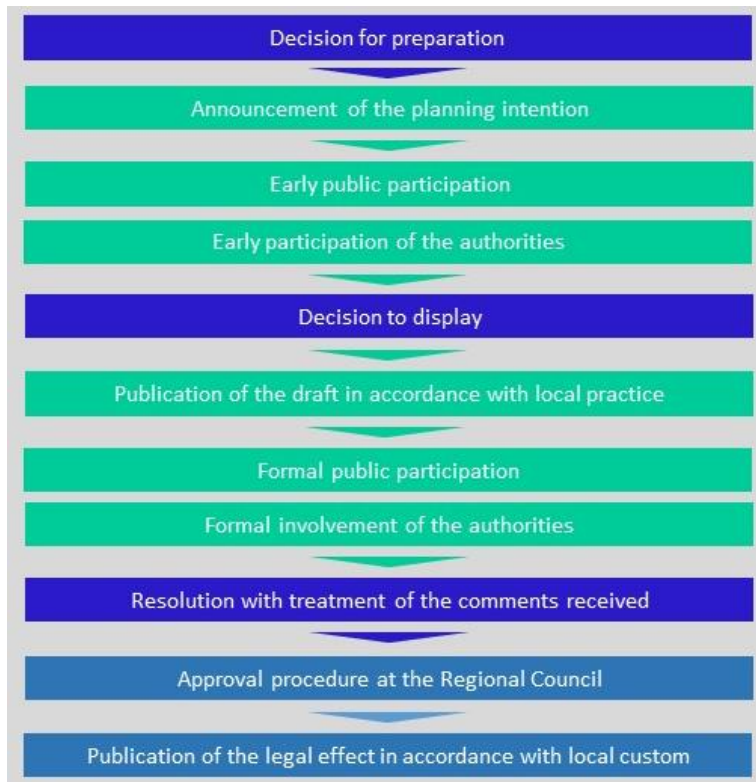 Decision for preparation
Announcement of the planning intention
Early public participation
Early participation of the authorities
Decision to display
Publication of the draft in accordance with local practice
Formal public participation
Formal involvement of the authorities
Resolution with treatment of the comments received
Approval procedure at the Regional Council
Publication of the legal effect in accordance with local custom